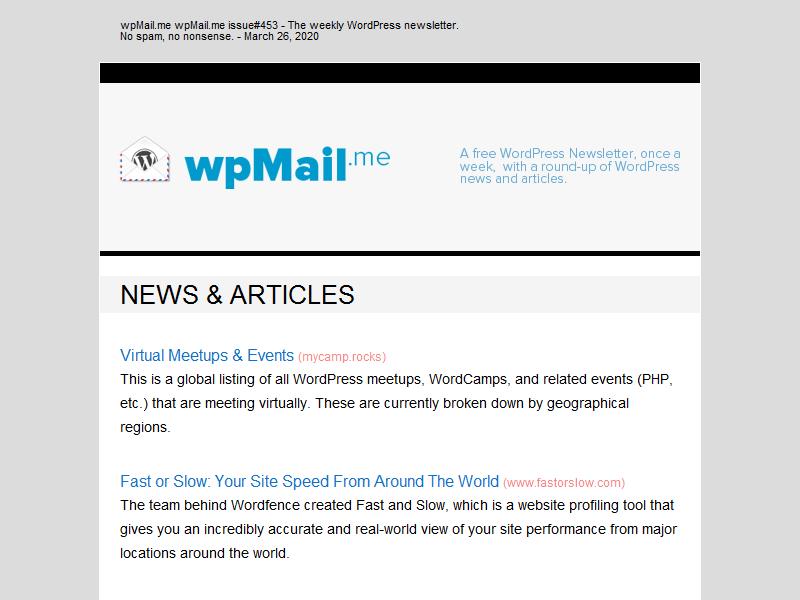 wpMail.me wpMail.me issue#453 - The weekly WordPress newsletter.
No spam, no nonsense. - March 26, 2020
wpMail.me
A free WordPress Newsletter, once a
week, with a round-up of WordPress
news and articles.
NEWS & ARTICLES
Virtual Meetups & Events (mycamp.rocks)
This is a global listing of all WordPress meetups, WordCamps, and related events (PHP,
etc.) that are meeting virtually. These are currently broken down by geographical
regions.
Fast or Slow: Your Site Speed From Around The World (www.fastorslow.com)
The team behind Wordfence created Fast and Slow, which is a website profiling tool that
gives you an incredibly accurate and real-world view of your site performance from major
locations around the world.